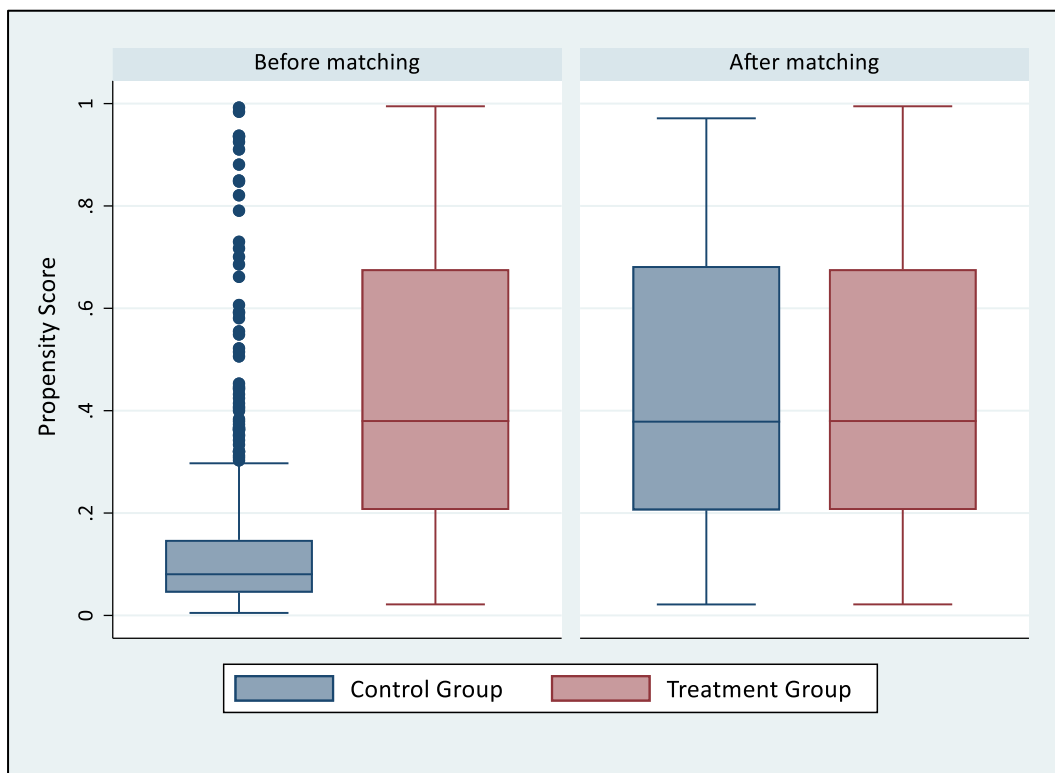 Before matching
After matching
Propensity Score
1
.8
.6
.4
.2
0
Control Group
Treatment Group